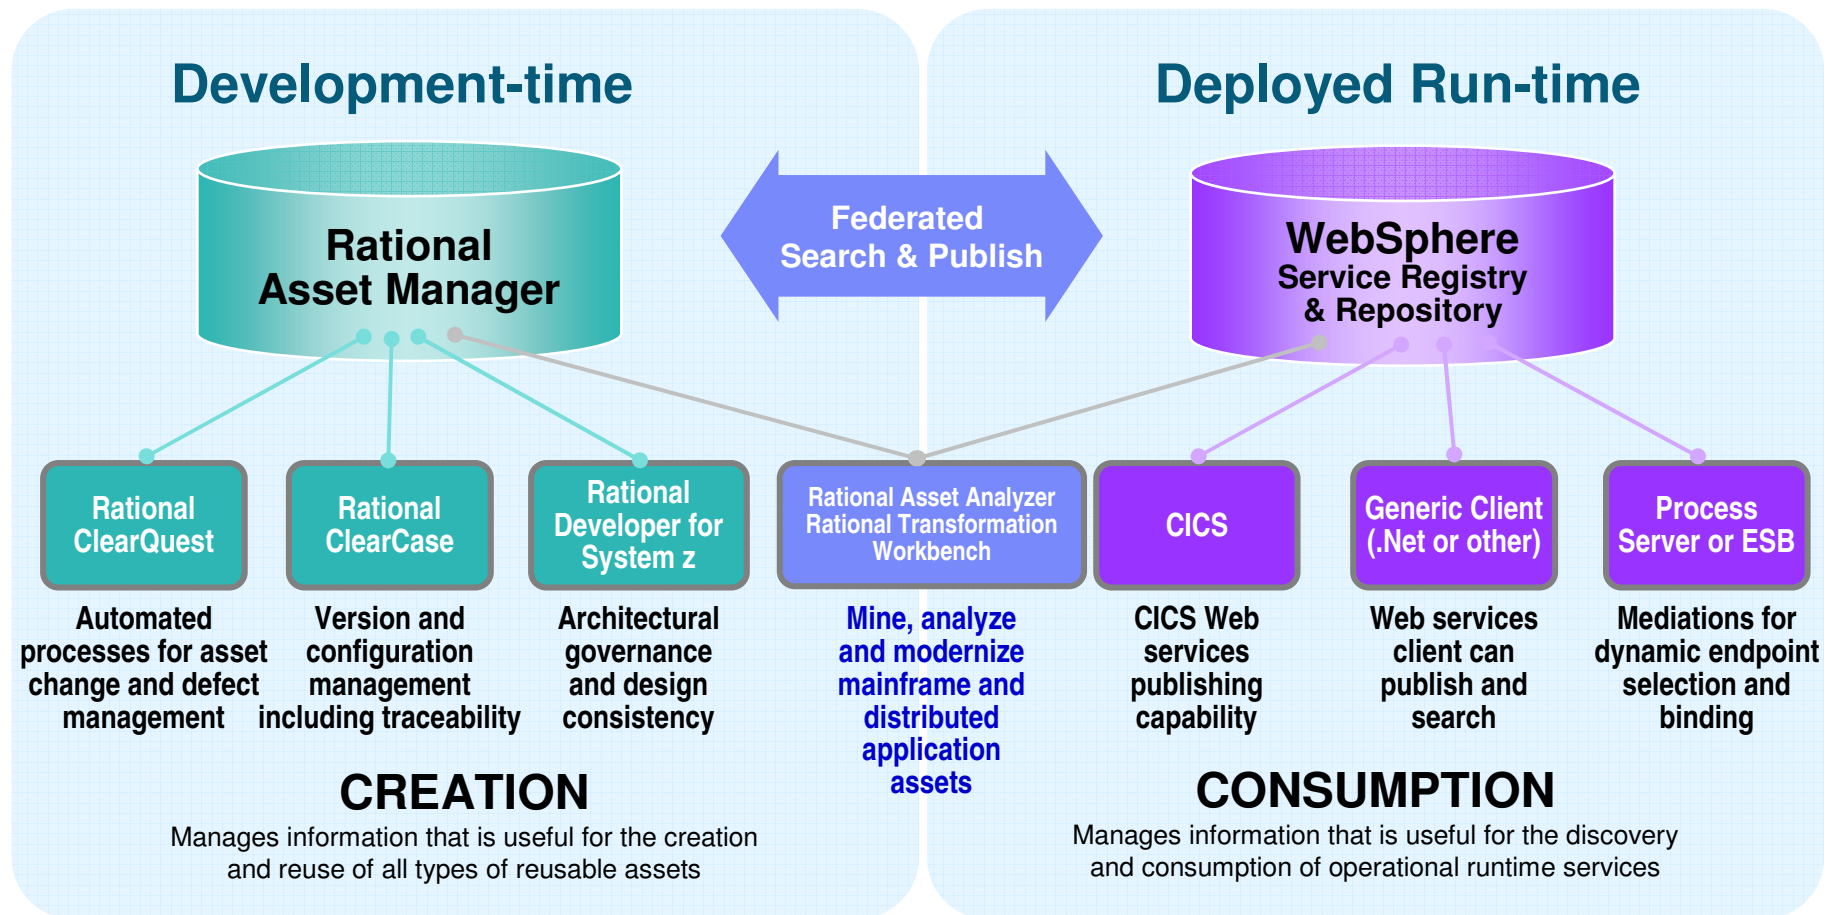 Development-time
Deployed Run-time
Rational
Asset Manager
Federated
Search & Publish
WebSphere
Service Registry
& Repository
Rational
ClearQuest
Rational
ClearCase
Rational
Developer for
System z
Rational Asset Analyzer
Rational Transformation
Workbench
CICS
Generic Client
(.Net or other)
Process
Server or ESB
Automated
processes for asset
change and defect
management
Version and
configuration
management
including traceability
Architectural
governance
and design
consistency
Mine, analyze
and modernize
mainframe and
distributed
application
assets
CICS Web
services
publishing
capability
Web services
client can
publish and
search
Mediations for
dynamic endpoint
selection and
binding
CREATION
Manages information that is useful for the creation
and reuse of all types of reusable assets
CONSUMPTION
Manages information that is useful for the discovery
and consumption of operational runtime services